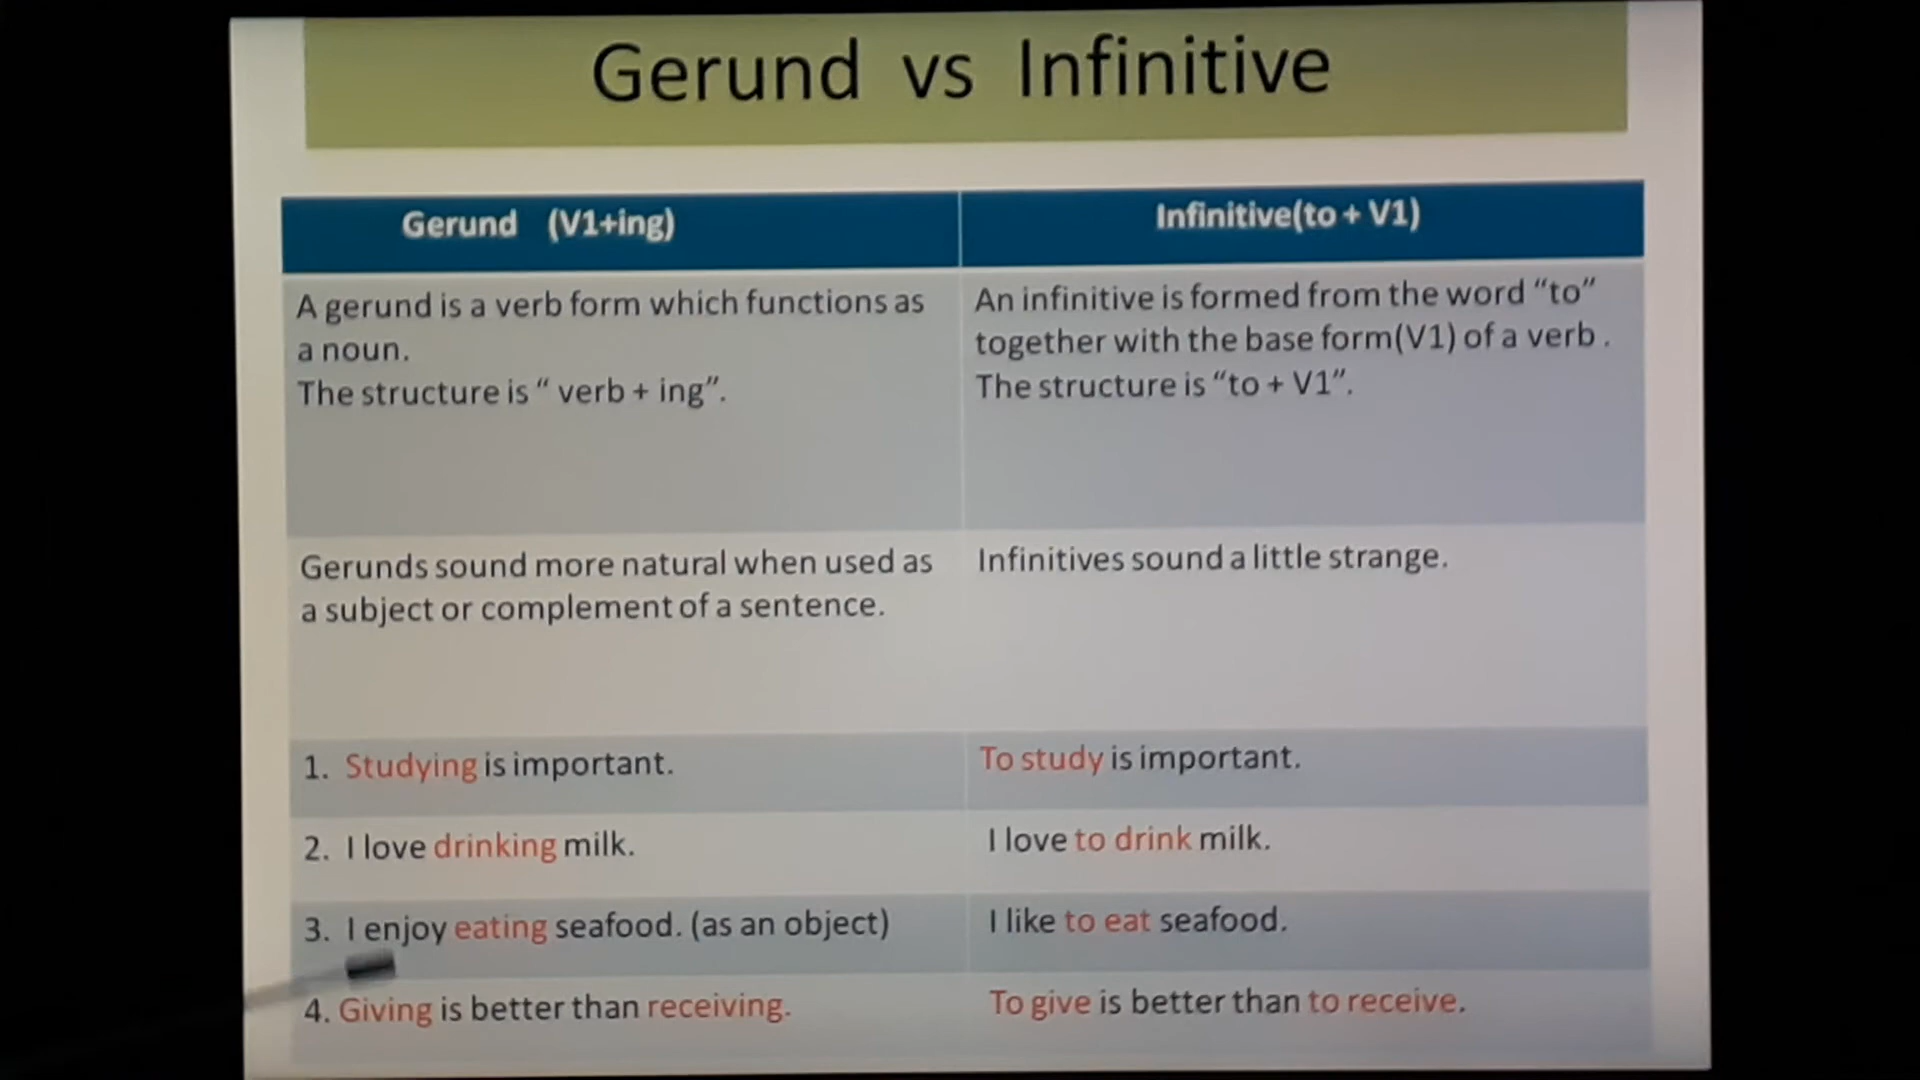 Gerund vs Infinitive
Gerund (V1+ing)
Infinitive(to + V1)
A gerund is a verb form which functions as
a noun.
The structure is “ verb + ing”.
An infinitive is formed from the word “to”
together with the base form(V1) of a verb .
The structure is “to + V1”.
Gerunds sound more natural when used as
a subject or complement of a sentence.
Infinitives sound a little strange.
1. Studying is important.
To study is important.
2. I love drinking milk.
I love to drink milk.
3. I enjoy eating seafood. (as an object)
I like to eat seafood.
4. Giving is better than receiving.
To give is better than to receive.